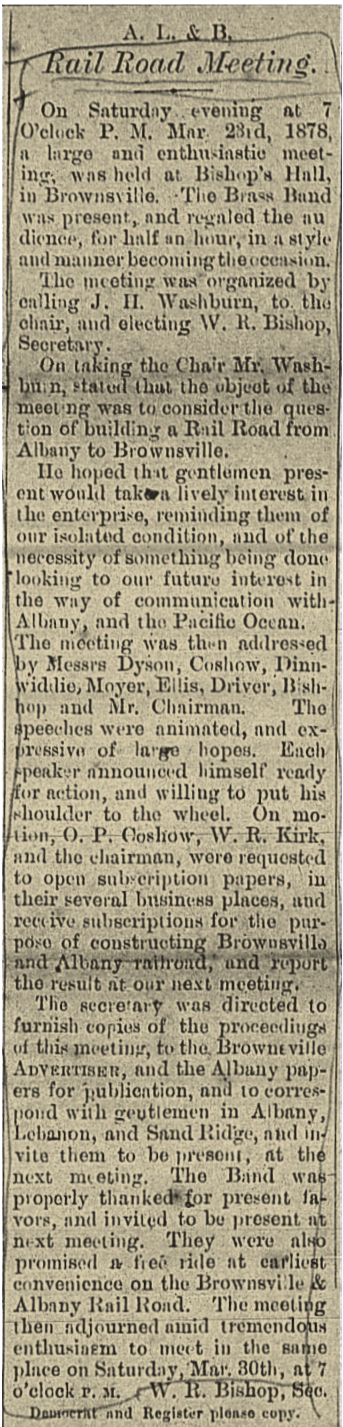 A. L. & B.
Rail Road Meeting.
On Saturday evening at 7
O'clock P. M. Mar. 23rd, 1878,
a large and enthusiastic meet-
ing, was held at Bishop's Hall,
in Brownsville. The Brass Band
was present, and regaled the au
dience, for half an hour, in a style
and manner becoming the occasion.
The meeting was organized by
calling J. H. Washburn, to the
chair, and electing W. R. Bishop,
Secretary.
On taking the Chair Mr. Wash-
burn, stated that the object of the
meeting was to consider the ques-
tion of building a Rail Road from
Albany to Brownsville.
He hoped that gentlemen pres-
ent would take a lively interest in
the enterprise, reminding them of
our isolated condition, and of the
necessity of something being done
looking to our future interest in
the way of communication with
Albany, and the Pacific Ocean.
The meeting was then addressed
by Messrs Dyson, Coshow, Dinn-
widdie, Moyer, Ellis, Driver, Bish-
hop and Mr. Chairman. The
speeches were animated, and ex-
pressive of large hopes. Each
speaker announced himself ready
for action, and willing to put his
shoulder to the wheel. On mo-
tion, O. P. Coshow, W. R. Kirk,
and the chairman, were requested
to open subscription papers, in
their several business places, and
receive subscriptions for the pur-
pose of constructing Brownsville
and Albany railroad, and report
the result at our next meeting.
The secretary was directed to
furnish copies of the proceedings
of this meeting, to the Brownsville
ADVERTISER, and the Albany pap-
ers for publication, and to corres-
pond with gentlemen in Albany,
Lebanon, and Sand Ridge, and in-
vite them to be present, at the
next meeting. The Band was
properly thanked for present fa-
vors, and invited to be present at
next meeting. They were also
promised a free ride at earliest
convenience on the Brownsville &
Albany Rail Road. The meeting
then adjourned amid tremendous
enthusiasm to meet in the same
place on Saturday, Mar. 30th, at 7
o'clock P. M. W. R. Bishop, Sec.
Democrat and Register please copy.